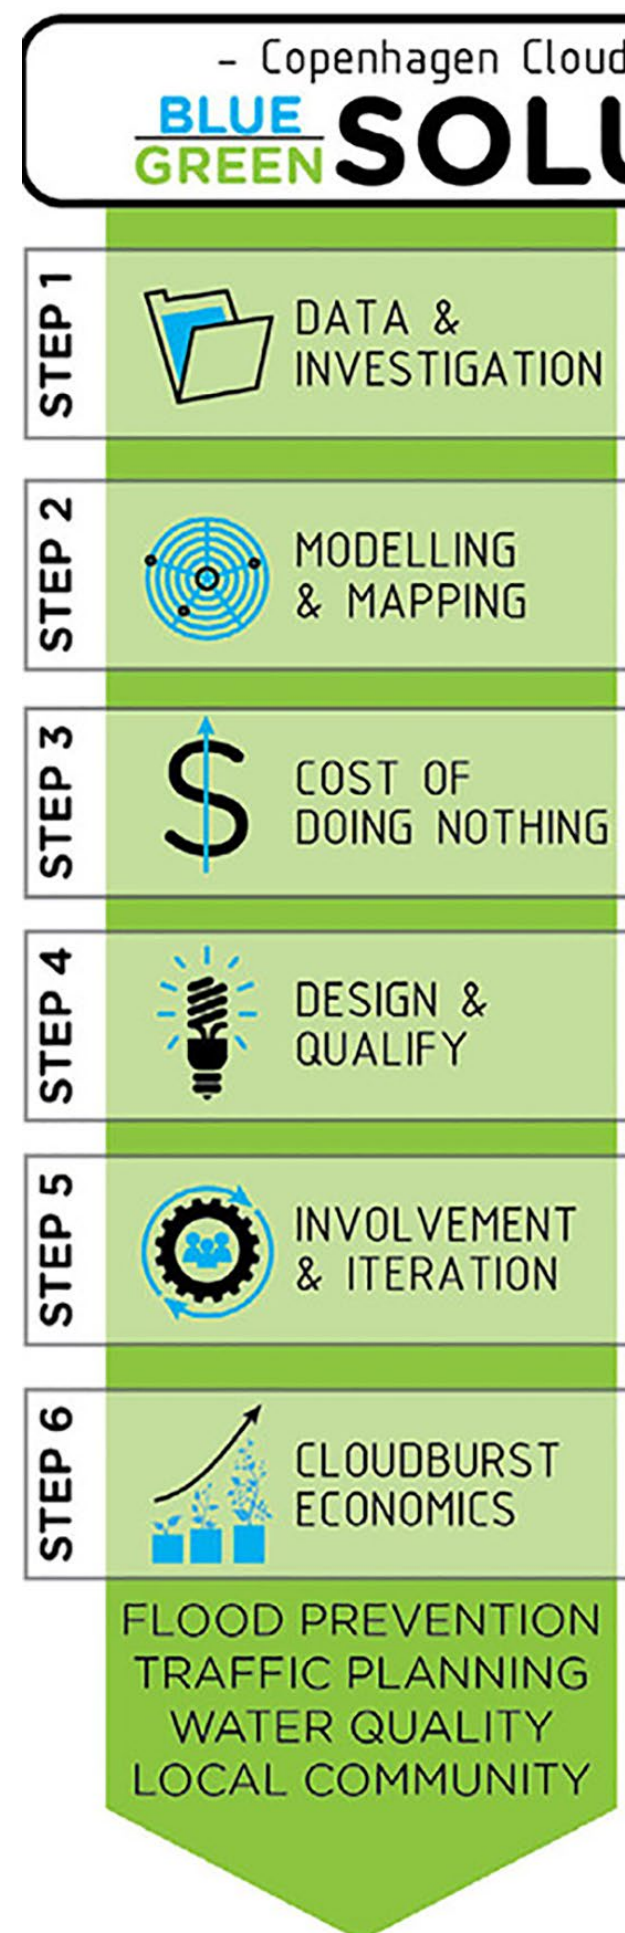 - Copenhagen Cloud
BLUE
GREEN SOLU
STEP 1
DATA &
INVESTIGATION
STEP 2
MODELLING
& MAPPING
STEP 3
$
COST OF
DOING NOTHING
STEP 4
DESIGN &
QUALIFY
STEP 5
INVOLVEMENT
& ITERATION
STEP 6
CLOUDBURST
ECONOMICS
FLOOD PREVENTION
TRAFFIC PLANNING
WATER QUALITY
LOCAL COMMUNITY